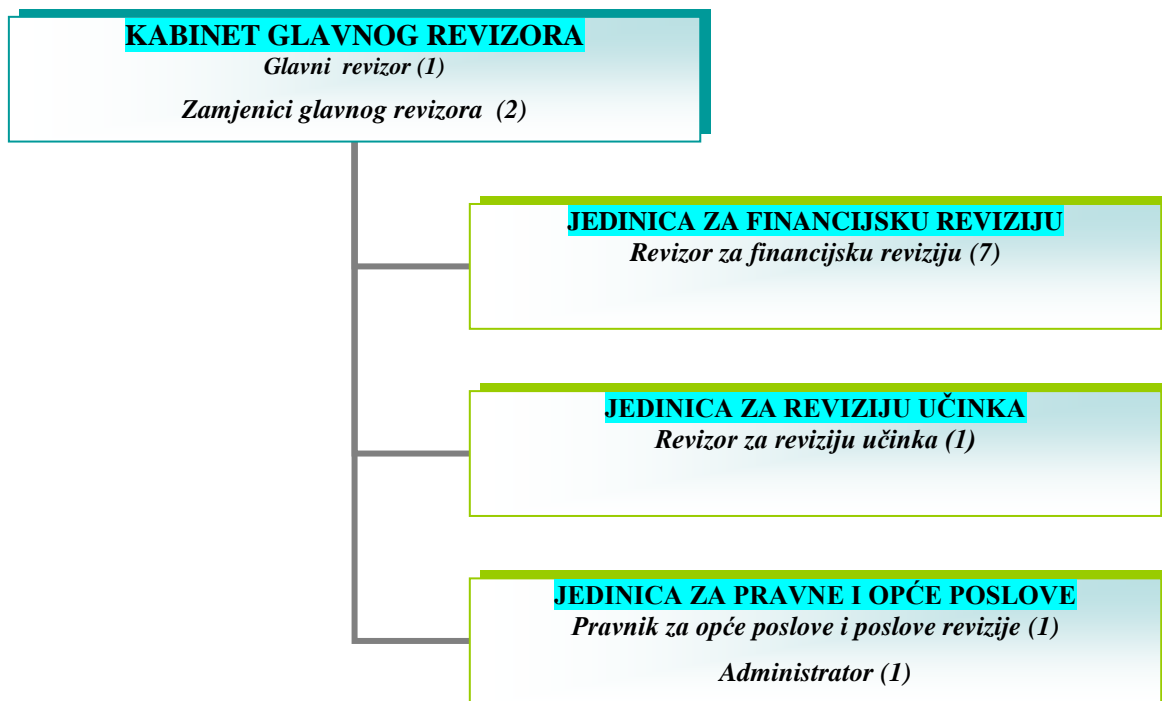 KABINET GLAVNOG REVIZORA
Glavni revizor (1)
Zamjenici glavnog revizora (2)
JEDINICA ZA FINANCIJSKU REVIZIJU
Revizor za financijsku reviziju (7)
JEDINICA ZA REVIZIJU UČINKA
Revizor za reviziju učinka (1)
JEDINICA ZA PRAVNE I OPĆE POSLOVE
Pravnik za opće poslove i poslove revizije (1)
Administrator (1)